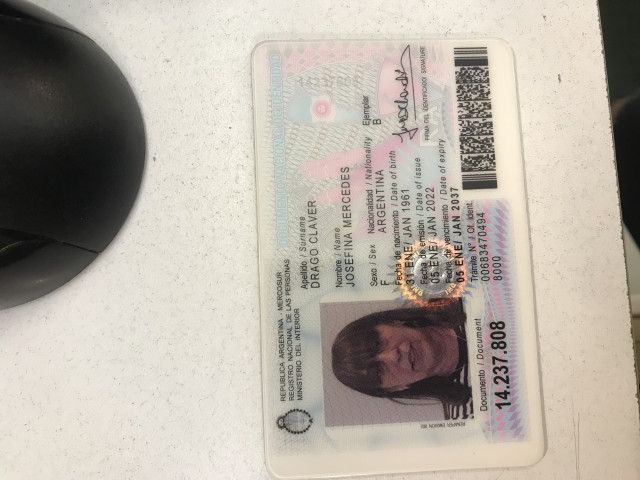 REPUBLICA ARGENTINA - MERCOSUR
REGISTRO NACIONAL DE LAS PERSONAS
MINISTERIO DEL INTERIOR
Apellido / Surname
DRAGO CLAVER
Nombre / Name
JOSEFINA MERCEDES
Sexo / Sex Nacionalidad / Nationality Ejemplar
F ARGENTINA B
Fecha de nacimiento / Date of birth
31 ENE/ JAN 1961
Fecha de emisión / Date of issue
05 ENE/ JAN 2022
Fecha de vencimiento / Date of expiry
05 ENE/ JAN 2037
Trámite N° / Of. ident.
00683470494
8000
FIRMA DEL IDENTIFICADO / SIGNATURE
Documento / Document
14.237.808